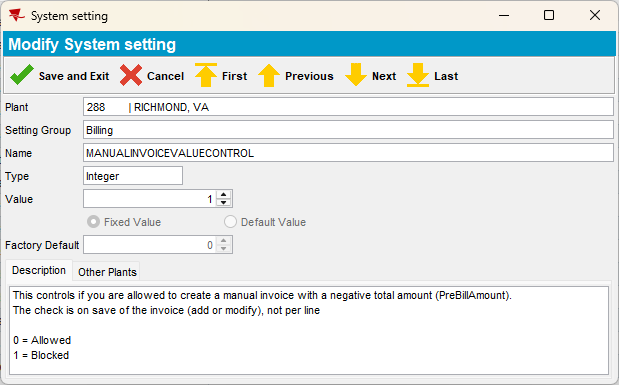 System setting
Modify System setting
Save and Exit Cancel First Previous Next Last
Plant 288 | RICHMOND, VA
Setting Group Billing
Name MANUALINVOICEVALUECONTROL
Type Integer
Value 1
Fixed Value Default Value
Factory Default 0
Description Other Plants
This controls if you are allowed to create a manual invoice with a negative total amount (PreBillAmount).
The check is on save of the invoice (add or modify), not per line
0 = Allowed
1 = Blocked